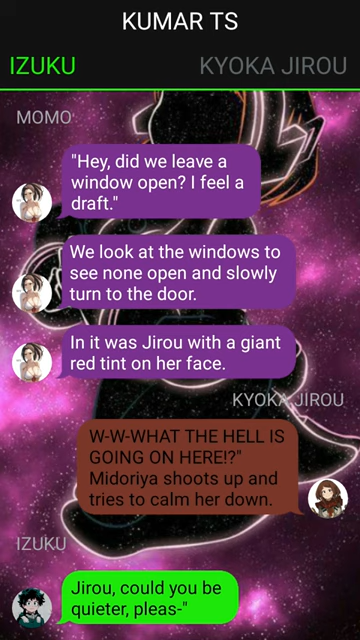 KUMAR TS
IZUKU
KYOKA JIROU
MOMO
"Hey, did we leave a
window open? I feel a
draft."
We look at the windows to
see none open and slowly
turn to the door.
In it was Jirou with a giant
red tint on her face.
KYOKA JIROU
W-W-WHAT THE HELL IS
GOING ON HERE!?"
Midoriya shoots up and
tries to calm her down.
IZUKU
Jirou, could you be
quieter, pleas-"